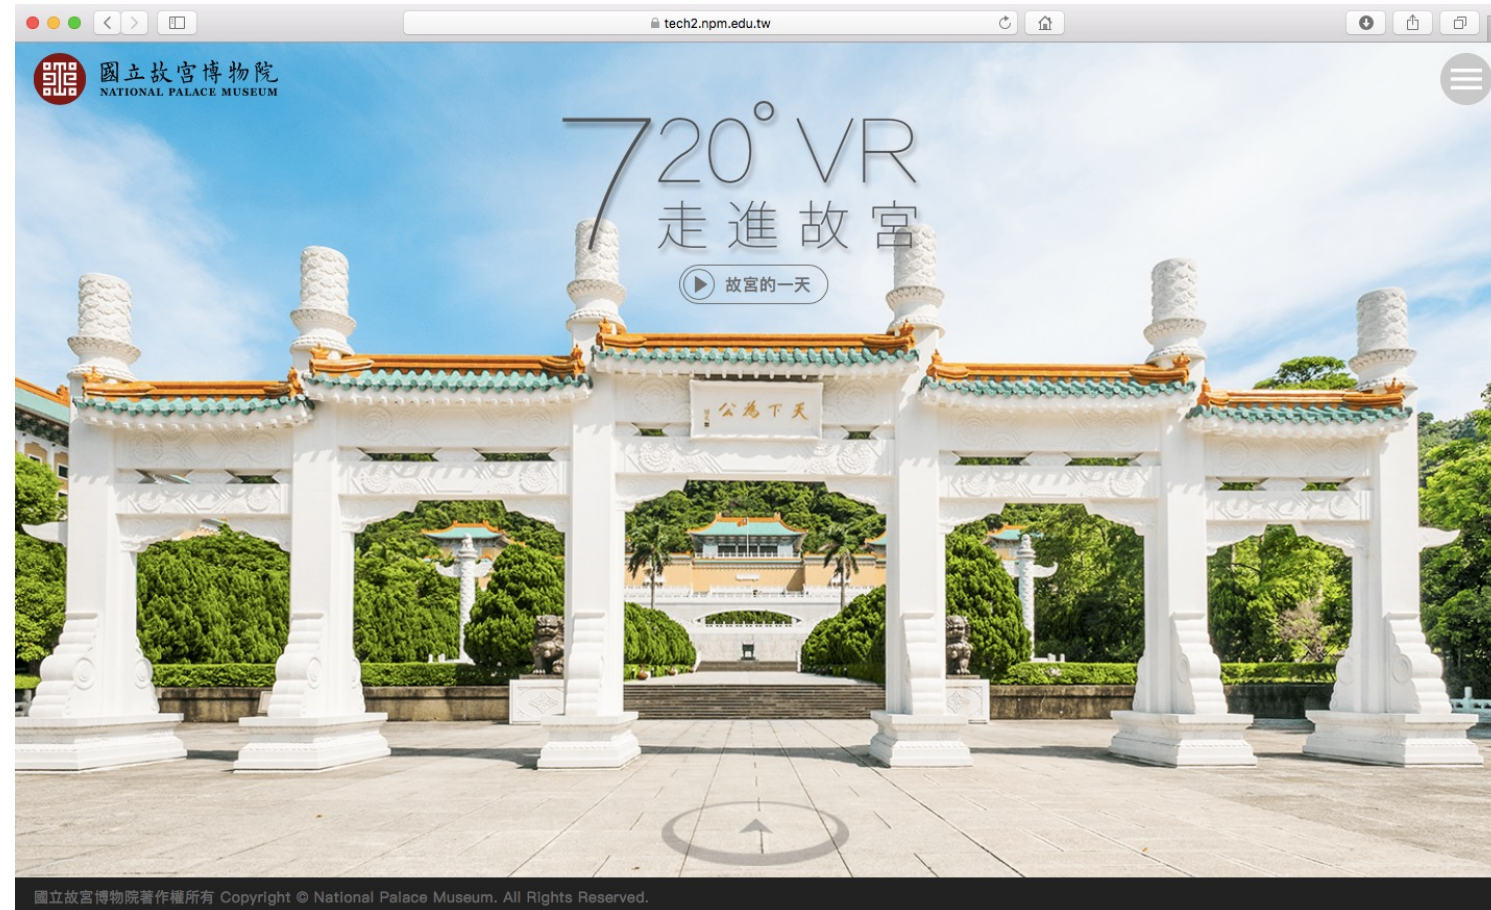 tech2.npm.edu.tw
國立故宮博物院
NATIONAL PALACE MUSEUM
720° VR
走進故宮
故宮的一天
公為下天
國立故宮博物院著作權所有 Copyright © National Palace Museum. All Rights Reserved.